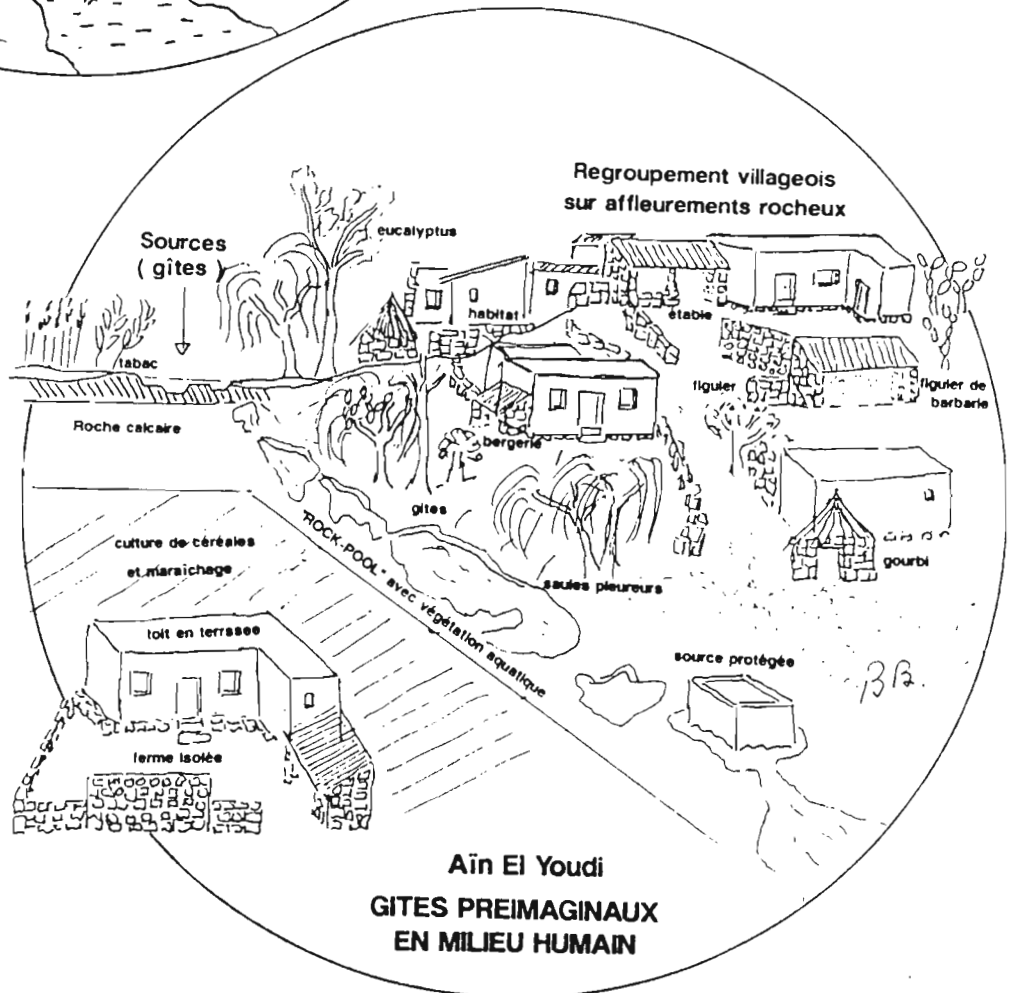 Regroupement villageois
sur affleurements rocheux
Sources
( gîtes )
eucalyptus
habitat
étable
tabac
figuier
figuier de
barbarie
Roche calcaire
bergerie
gîtes
gourbi
culture de céréales
et maraîchage
"ROCK-POOL" avec végétation aquatique
saules pleureurs
toit en terrasse
source protégée
BB.
ferme isolée
Aïn El Youdi
GITES PREIMAGINAUX
EN MILIEU HUMAIN